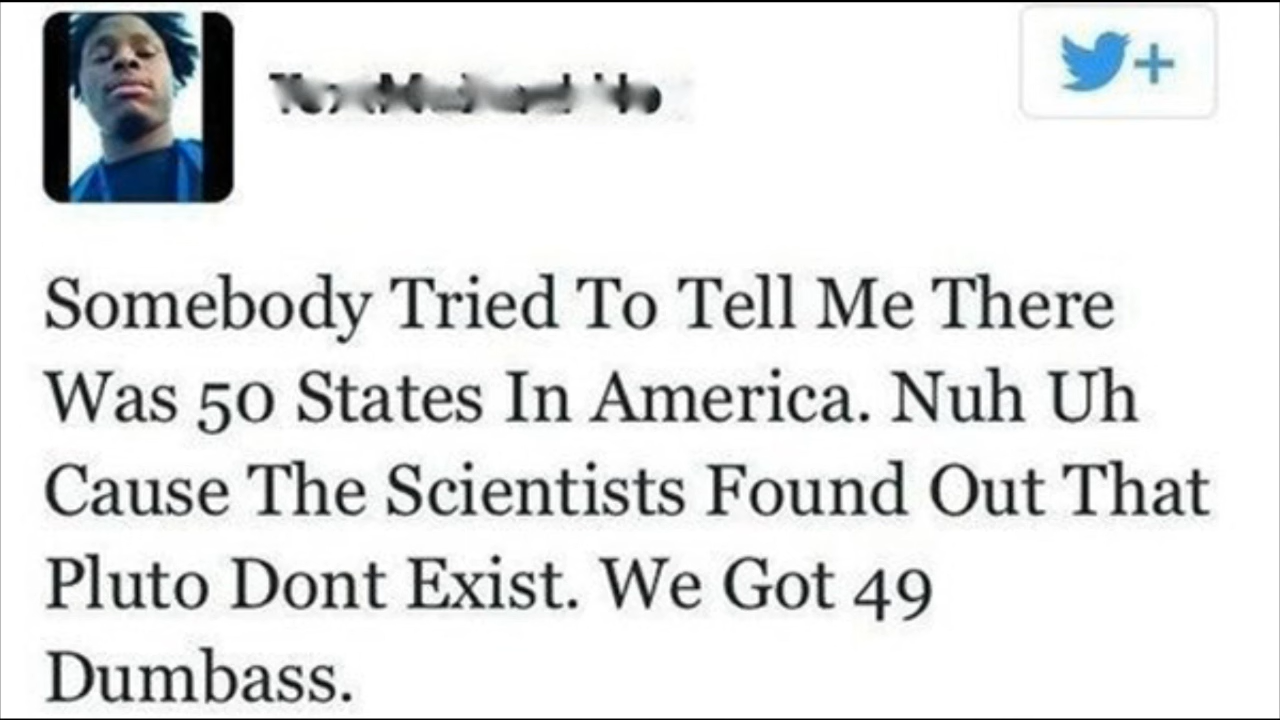 Somebody Tried To Tell Me There
Was 50 States In America. Nuh Uh
Cause The Scientists Found Out That
Pluto Dont Exist. We Got 49
Dumbass.